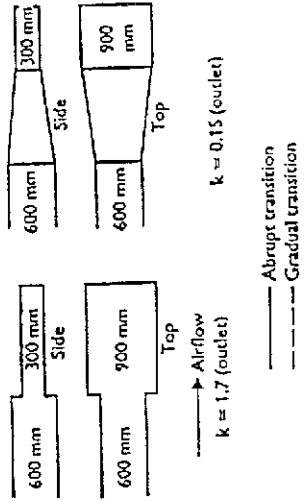 600 mm
300 mm
Side
600 mm
900 mm
Top
Airflow
k = 1.7 (outlet)
600 mm
300 mm
Side
600 mm
900
mm
Top
k = 0.15 (outlet)
Abrupt transition
Gradual transition